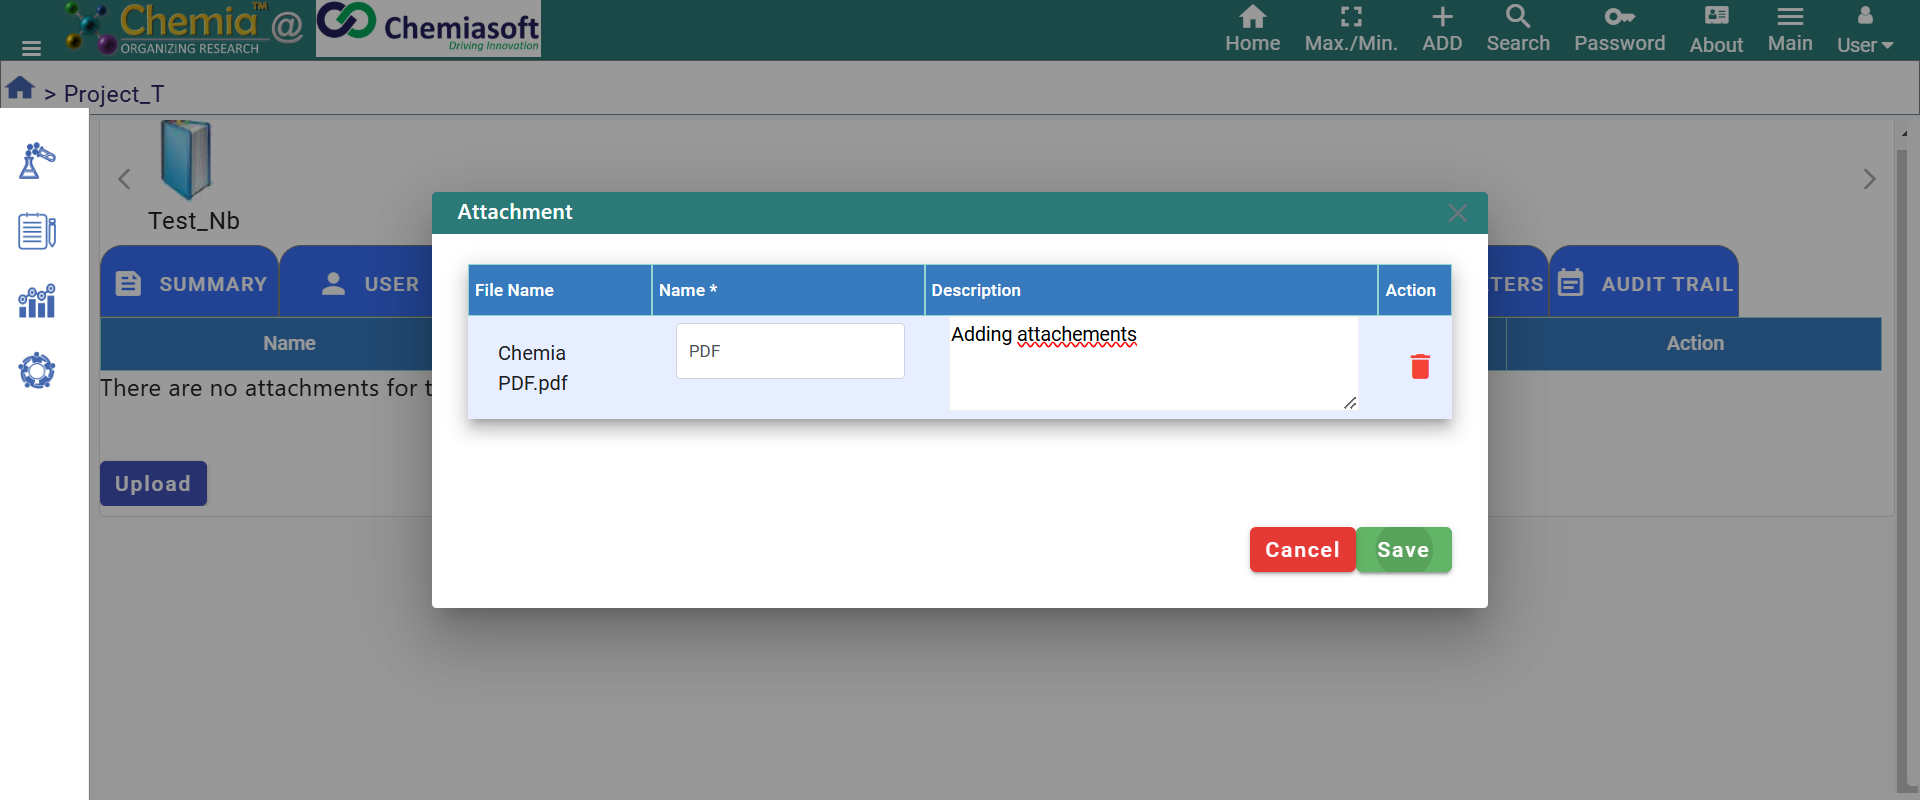 Chemia™ @
ORGANIZING RESEARCH
Chemiasoft
Driving Innovation
Home
Max./Min.
ADD
Search
Password
About
Main
User
> Project_T
Test_Nb
SUMMARY
USER
TERS
AUDIT TRAIL
Name
Action
There are no attachments for t
Upload
Attachment
File Name
Name *
Description
Action
Chemia
PDF.pdf
PDF
Adding attachements
Cancel
Save